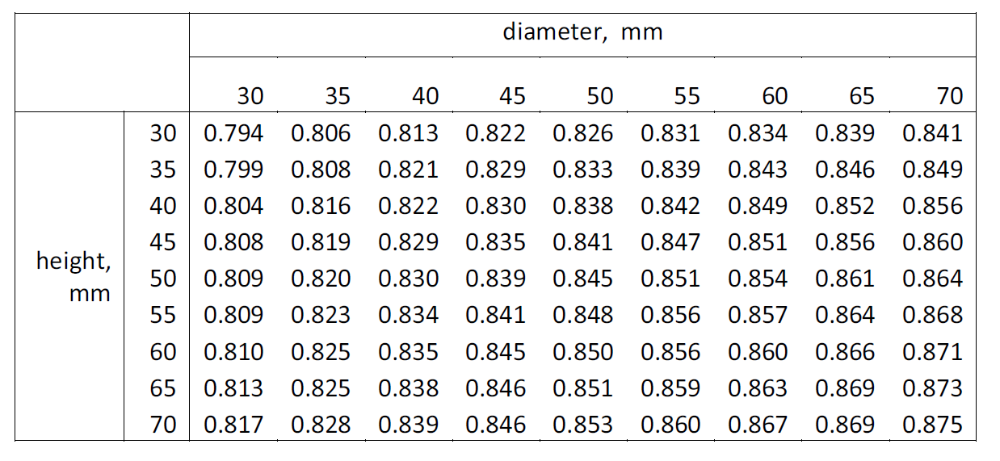 diameter, mm
30 35 40 45 50 55 60 65 70
30 0.794 0.806 0.813 0.822 0.826 0.831 0.834 0.839 0.841
35 0.799 0.808 0.821 0.829 0.833 0.839 0.843 0.846 0.849
40 0.804 0.816 0.822 0.830 0.838 0.842 0.849 0.852 0.856
45 0.808 0.819 0.829 0.835 0.841 0.847 0.851 0.856 0.860
height,
50 0.809 0.820 0.830 0.839 0.845 0.851 0.854 0.861 0.864
mm
55 0.809 0.823 0.834 0.841 0.848 0.856 0.857 0.864 0.868
60 0.810 0.825 0.835 0.845 0.850 0.856 0.860 0.866 0.871
65 0.813 0.825 0.838 0.846 0.851 0.859 0.863 0.869 0.873
70 0.817 0.828 0.839 0.846 0.853 0.860 0.867 0.869 0.875